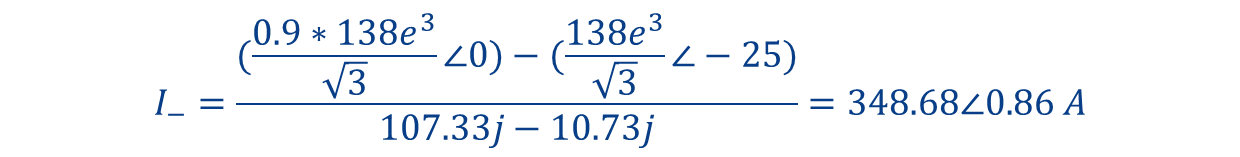 I_ = ((0.9 * 138e^3)/√3 ∠0) − ((138e^3)/√3 ∠ − 25) / (107.33j − 10.73j) = 348.68∠0.86 A